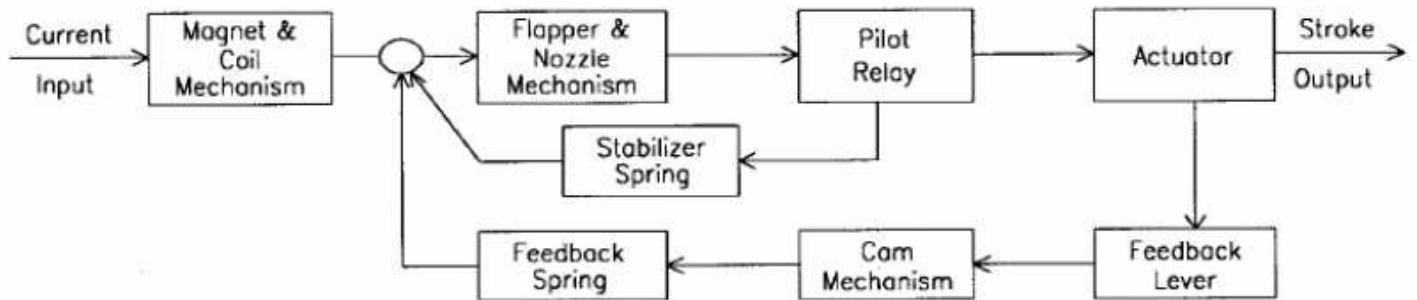 Current
Input
Magnet &
Coil
Mechanism
Flapper &
Nozzle
Mechanism
Pilot
Relay
Actuator
Stroke
Output
Stabilizer
Spring
Feedback
Spring
Cam
Mechanism
Feedback
Lever